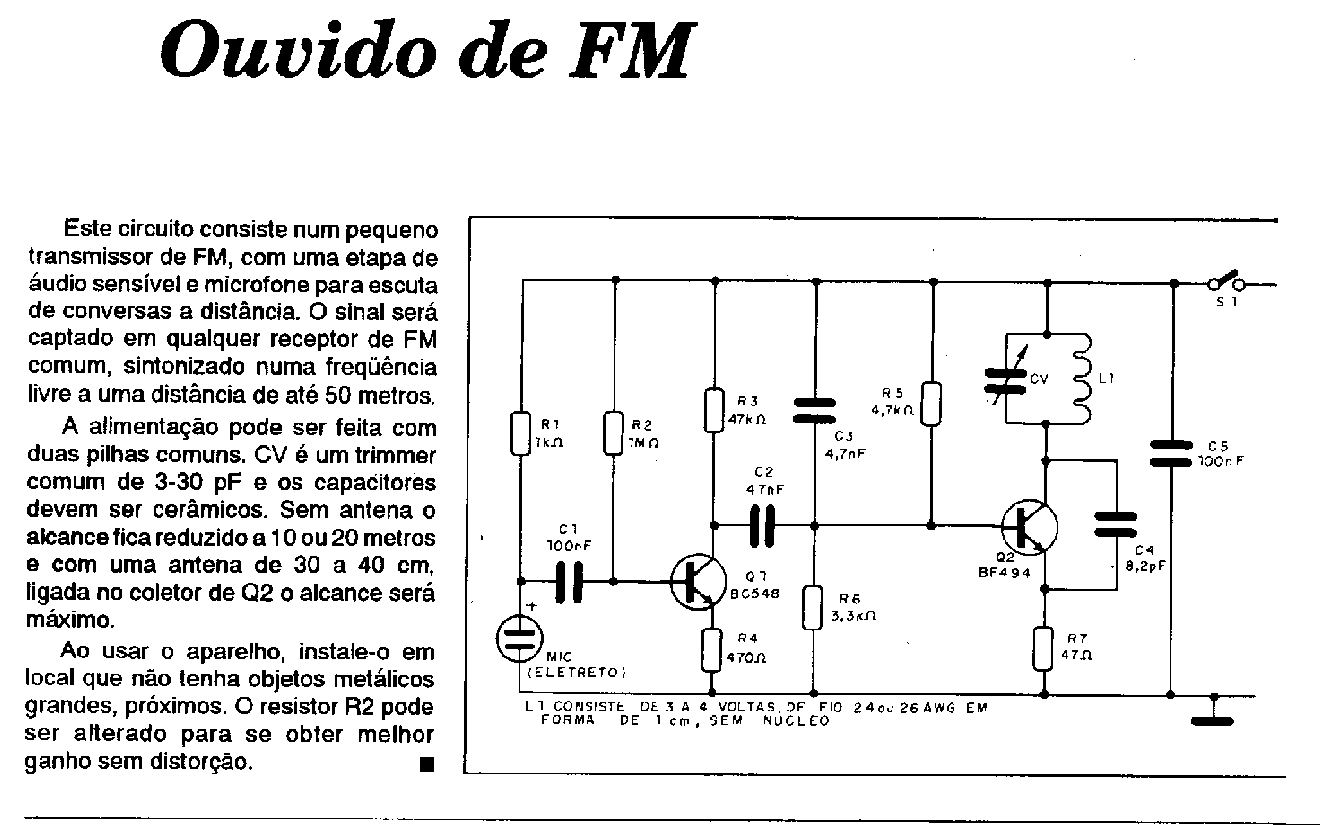 Ouvido de FM
Este circuito consiste num pequeno
transmissor de FM, com uma etapa de
áudio sensível e microfone para escuta
de conversas a distância. O sinal será
captado em qualquer receptor de FM
comum, sintonizado numa freqüência
livre a uma distância de até 50 metros.
A alimentação pode ser feita com
duas pilhas comuns. CV é um trimmer
comum de 3-30 pF e os capacitores
devem ser cerâmicos. Sem antena o
alcance fica reduzido a 10 ou 20 metros
e com uma antena de 30 a 40 cm,
ligada no coletor de Q2 o alcance será
máximo.
Ao usar o aparelho, instale-o em
local que não tenha objetos metálicos
grandes, próximos. O resistor R2 pode
ser alterado para se obter melhor
ganho sem distorção.
S1
CV
L1
R1
1kΩ
R2
1MΩ
R3
47kΩ
C3
4,7nF
R5
4,7kΩ
C5
100nF
C2
47nF
C1
100nF
Q1
BC548
Q2
BF494
C4
8,2pF
R6
3,3kΩ
R4
470Ω
R7
47Ω
+
MIC
(ELETRETO)
L1 CONSISTE DE 3 A 4 VOLTAS DE FIO 24ou 26AWG EM
FORMA DE 1cm, SEM NÚCLEO